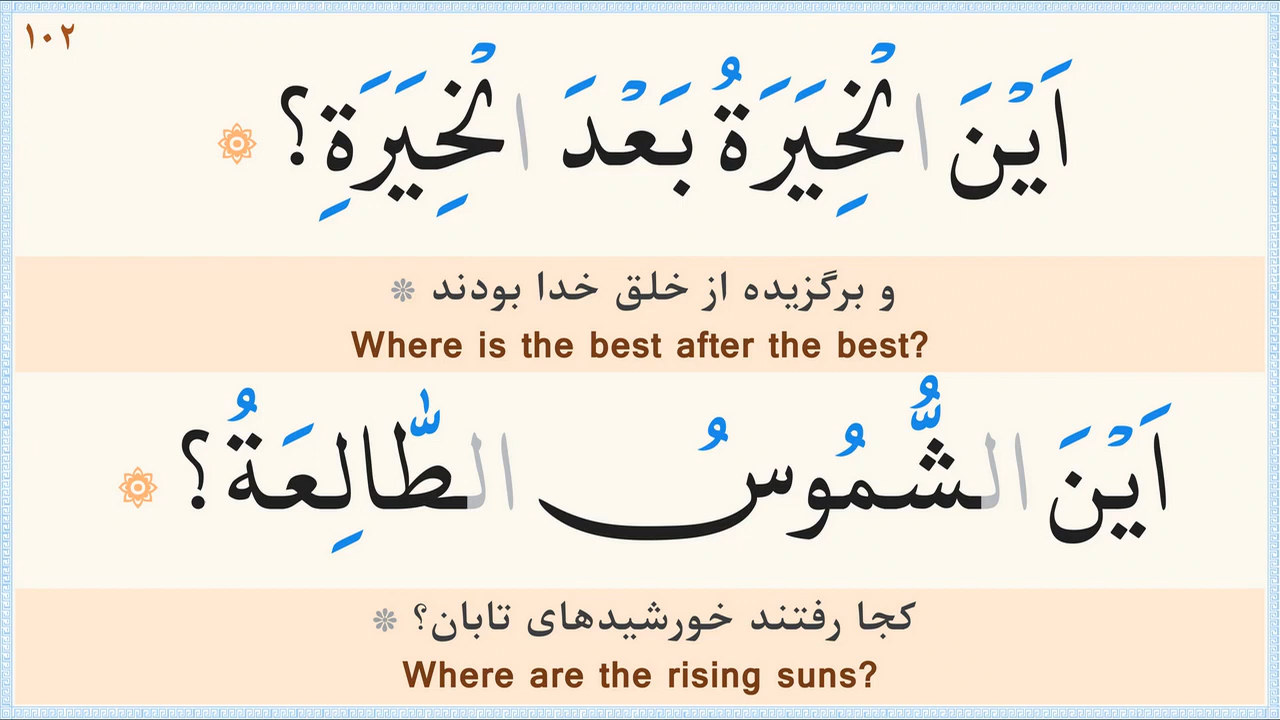 ١٠٢
اَيْنَ الْخِيَرَةُ بَعْدَ الْخِيَرَةِ؟
و برگزیده از خلق خدا بودند
Where is the best after the best?
اَيْنَ الشُّمُوسُ الطّالِعَةُ؟
کجا رفتند خورشیدهای تابان؟
Where are the rising suns?